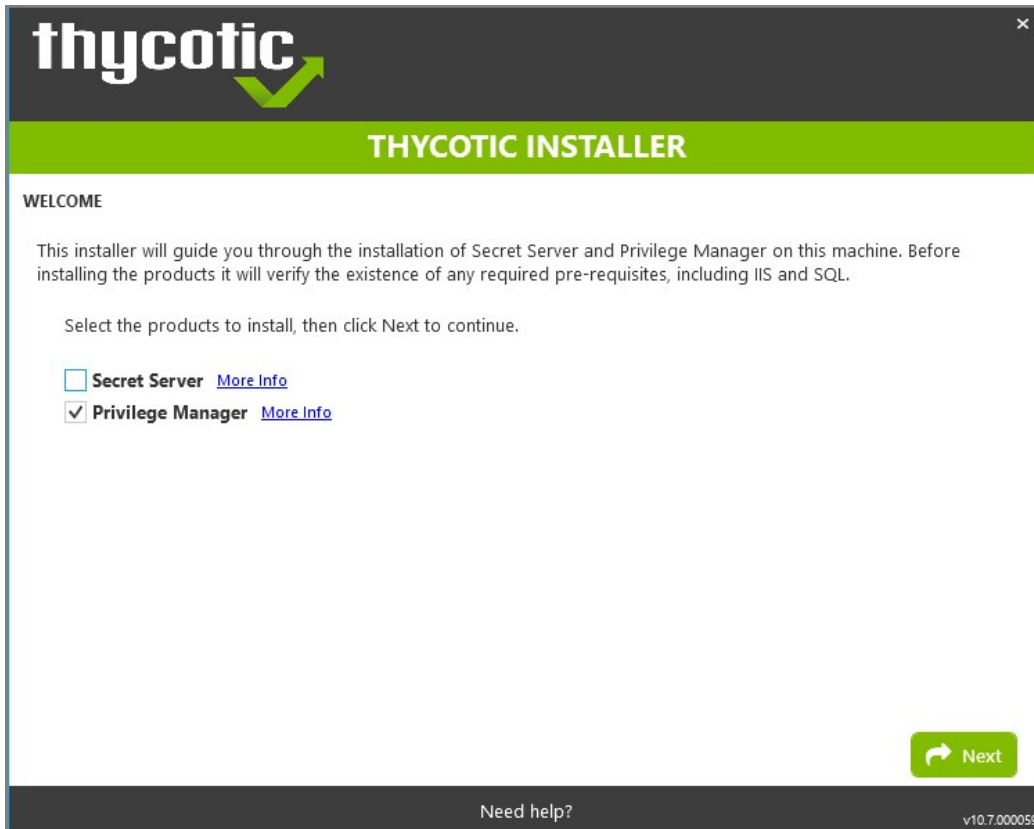 thycotic
×
THYCOTIC INSTALLER
WELCOME
This installer will guide you through the installation of Secret Server and Privilege Manager on this machine. Before
installing the products it will verify the existence of any required pre-requisites, including IIS and SQL.
Select the products to install, then click Next to continue.
Secret Server More Info
Privilege Manager More Info
Next
Need help?
v10.7.000059